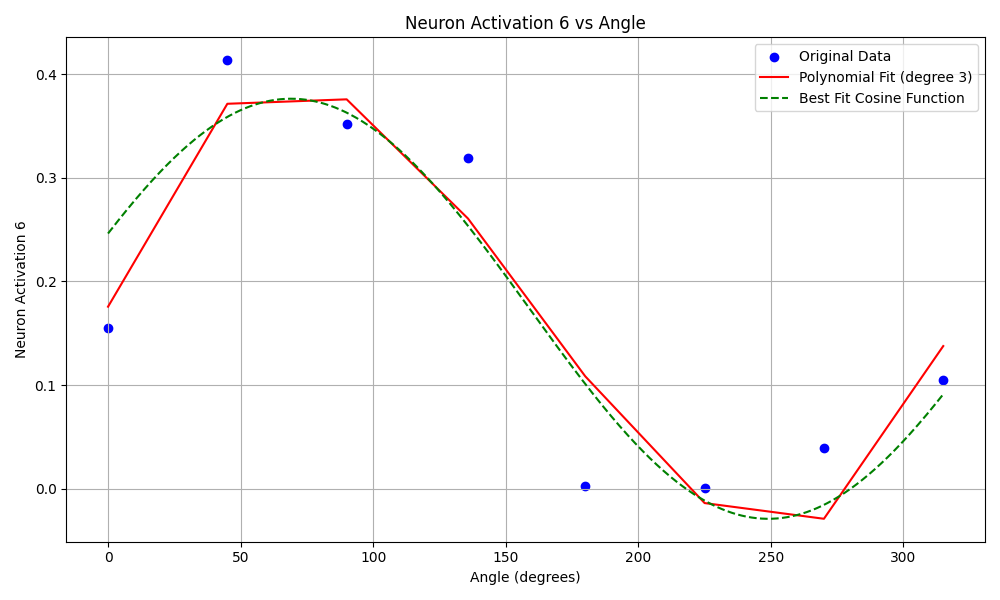 Neuron Activation 6 vs Angle
Original Data
Polynomial Fit (degree 3)
Best Fit Cosine Function
Neuron Activation 6
0.4
0.3
0.2
0.1
0.0
0
50
100
150
200
250
300
Angle (degrees)